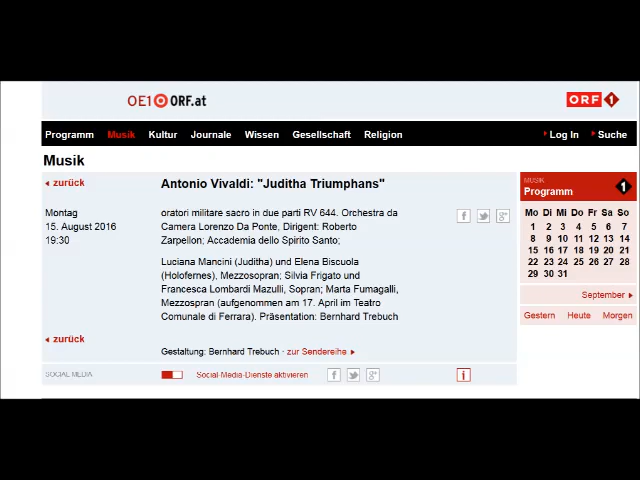 OE1 ORF.at
ORF 1
Programm Musik Kultur Journale Wissen Gesellschaft Religion Log In Suche
Musik
zurück
Montag
15. August 2016
19:30
Antonio Vivaldi: "Juditha Triumphans"
oratori militare sacro in due parti RV 644. Orchestra da
Camera Lorenzo Da Ponte, Dirigent: Roberto
Zarpellon; Accademia dello Spirito Santo;
Luciana Mancini (Juditha) und Elena Biscuola
(Holofernes), Mezzosopran; Silvia Frigato und
Francesca Lombardi Mazulli, Sopran; Marta Fumagalli,
Mezzospran (aufgenommen am 17. April im Teatro
Comunale di Ferrara). Präsentation: Bernhard Trebuch
zurück
Gestaltung: Bernhard Trebuch · zur Sendereihe
SOCIAL MEDIA Social-Media-Dienste aktivieren f g+ i
f g+
MUSIK
Programm 1
Mo Di Mi Do Fr Sa So
1 2 3 4 5 6 7
8 9 10 11 12 13 14
15 16 17 18 19 20 21
22 23 24 25 26 27 28
29 30 31
September
Gestern Heute Morgen